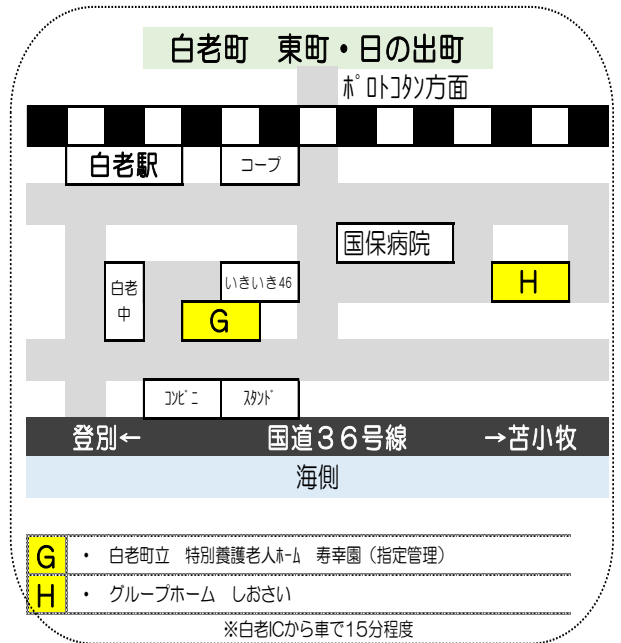 白老町　東町・日の出町
ﾎﾟﾛﾄｺﾀﾝ方面
白老駅
コープ
国保病院
白老
中
いきいき46
G
H
ｺﾝﾋﾞﾆ
ｽﾀﾝﾄﾞ
登別←　国道３６号線　→苫小牧
海側
G ・ 白老町立　特別養護老人ﾎｰﾑ　寿幸園（指定管理）
H ・ グループホーム　しおさい
※白老ICから車で15分程度